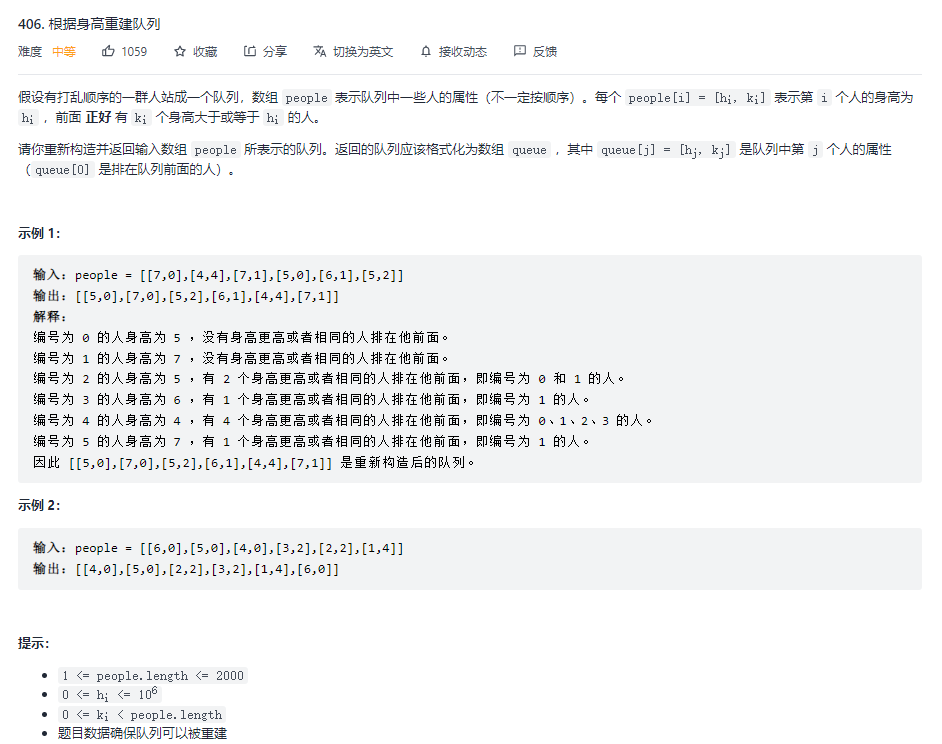 406. 根据身高重建队列
难度 中等 1059 收藏 分享 切换为英文 接收动态 反馈
假设有打乱顺序的一群人站成一个队列，数组 people 表示队列中一些人的属性（不一定按顺序）。每个 people[i] = [hi, ki] 表示第 i 个人的身高为
hi ，前面 正好 有 ki 个身高大于或等于 hi 的人。
请你重新构造并返回输入数组 people 所表示的队列。返回的队列应该格式化为数组 queue ，其中 queue[j] = [hj, kj] 是队列中第 j 个人的属性
（queue[0] 是排在队列前面的人）。
示例 1：
输入：people = [[7,0],[4,4],[7,1],[5,0],[6,1],[5,2]]
输出：[[5,0],[7,0],[5,2],[6,1],[4,4],[7,1]]
解释：
编号为 0 的人身高为 5 ，没有身高更高或者相同的人排在他前面。
编号为 1 的人身高为 7 ，没有身高更高或者相同的人排在他前面。
编号为 2 的人身高为 5 ，有 2 个身高更高或者相同的人排在他前面，即编号为 0 和 1 的人。
编号为 3 的人身高为 6 ，有 1 个身高更高或者相同的人排在他前面，即编号为 1 的人。
编号为 4 的人身高为 4 ，有 4 个身高更高或者相同的人排在他前面，即编号为 0、1、2、3 的人。
编号为 5 的人身高为 7 ，有 1 个身高更高或者相同的人排在他前面，即编号为 1 的人。
因此 [[5,0],[7,0],[5,2],[6,1],[4,4],[7,1]] 是重新构造后的队列。
示例 2：
输入：people = [[6,0],[5,0],[4,0],[3,2],[2,2],[1,4]]
输出：[[4,0],[5,0],[2,2],[3,2],[1,4],[6,0]]
提示：
1 <= people.length <= 2000
0 <= hi <= 10^6
0 <= ki < people.length
题目数据确保队列可以被重建